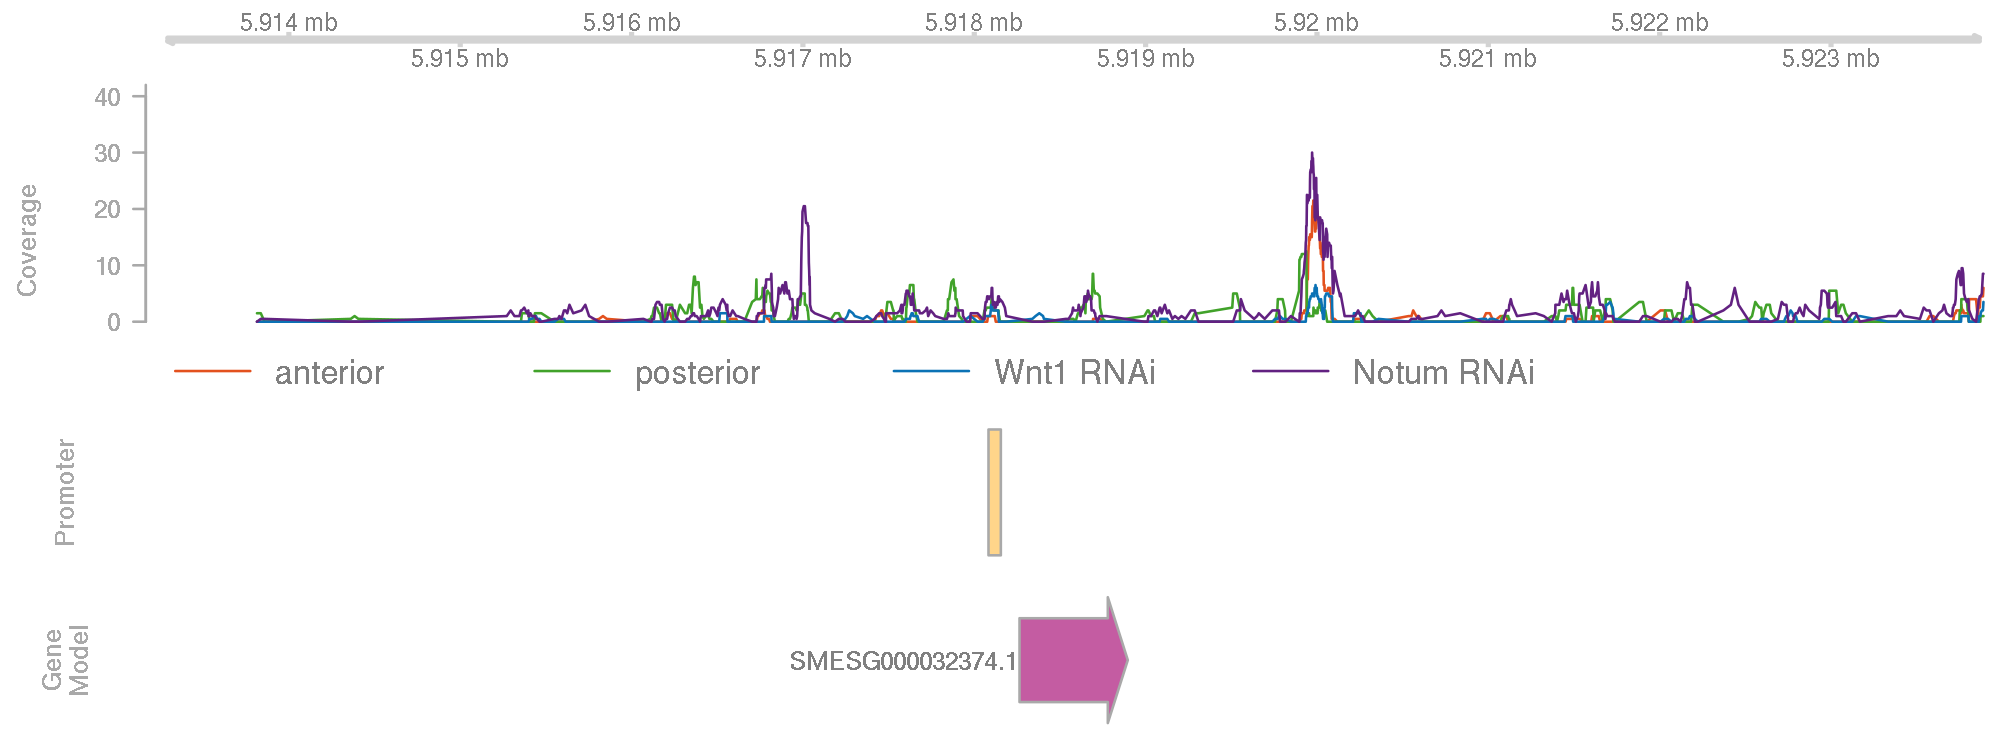 5.914 mb 5.916 mb 5.918 mb 5.92 mb 5.922 mb
5.915 mb 5.917 mb 5.919 mb 5.921 mb 5.923 mb
40
30
20
10
0
Coverage
anterior posterior Wnt1 RNAi Notum RNAi
Promoter
Gene
Model
SMESG000032374.1